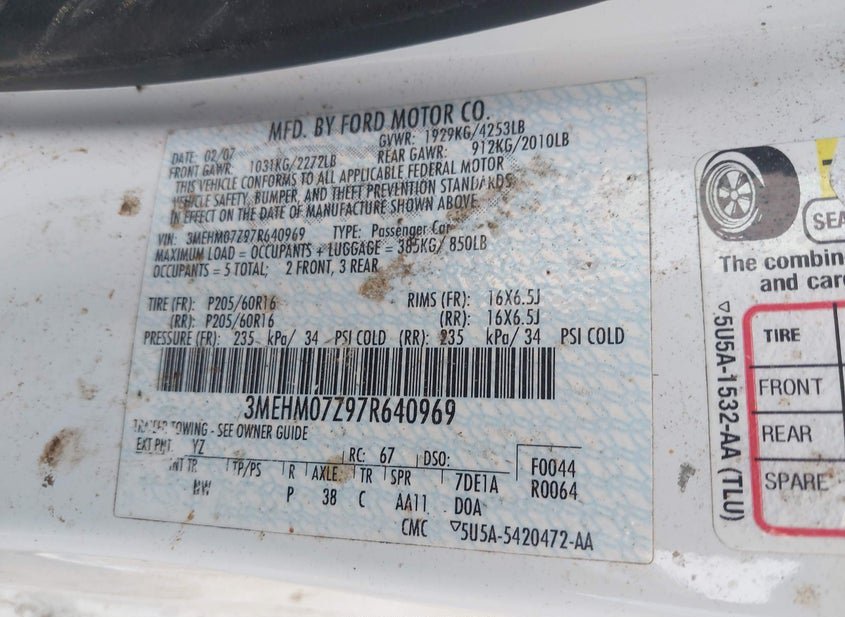 MFD. BY FORD MOTOR CO.
DATE: 02/07 GVWR: 1929KG/4253LB
FRONT GAWR: 1031KG/2272LB REAR GAWR: 912KG/2010LB
THIS VEHICLE CONFORMS TO ALL APPLICABLE FEDERAL MOTOR
VEHICLE SAFETY, BUMPER, AND THEFT PREVENTION STANDARDS
IN EFFECT ON THE DATE OF MANUFACTURE SHOWN ABOVE.
VIN: 3MEHM07Z97R640969 TYPE: Passenger Car
MAXIMUM LOAD = OCCUPANTS + LUGGAGE = 385KG/ 850LB
OCCUPANTS = 5 TOTAL; 2 FRONT, 3 REAR
TIRE (FR): P205/60R16 RIMS (FR): 16X6.5J
(RR): P205/60R16 (RR): 16X6.5J
PRESSURE (FR): 235 kPa/ 34 PSI COLD (RR): 235 kPa/ 34 PSI COLD
3MEHM07Z97R640969
TRAILER TOWING - SEE OWNER GUIDE
EXT PNT: YZ RC: 67 DSO: F0044
INT TR TP/PS R AXLE TR SPR 7DE1A R0064
HW P 38 C AA11 D0A
CMC ▽5U5A-5420472-AA
SEA
The combin
and car
▽5U5A-1532-AA (TLU)
TIRE
FRONT
REAR
SPARE